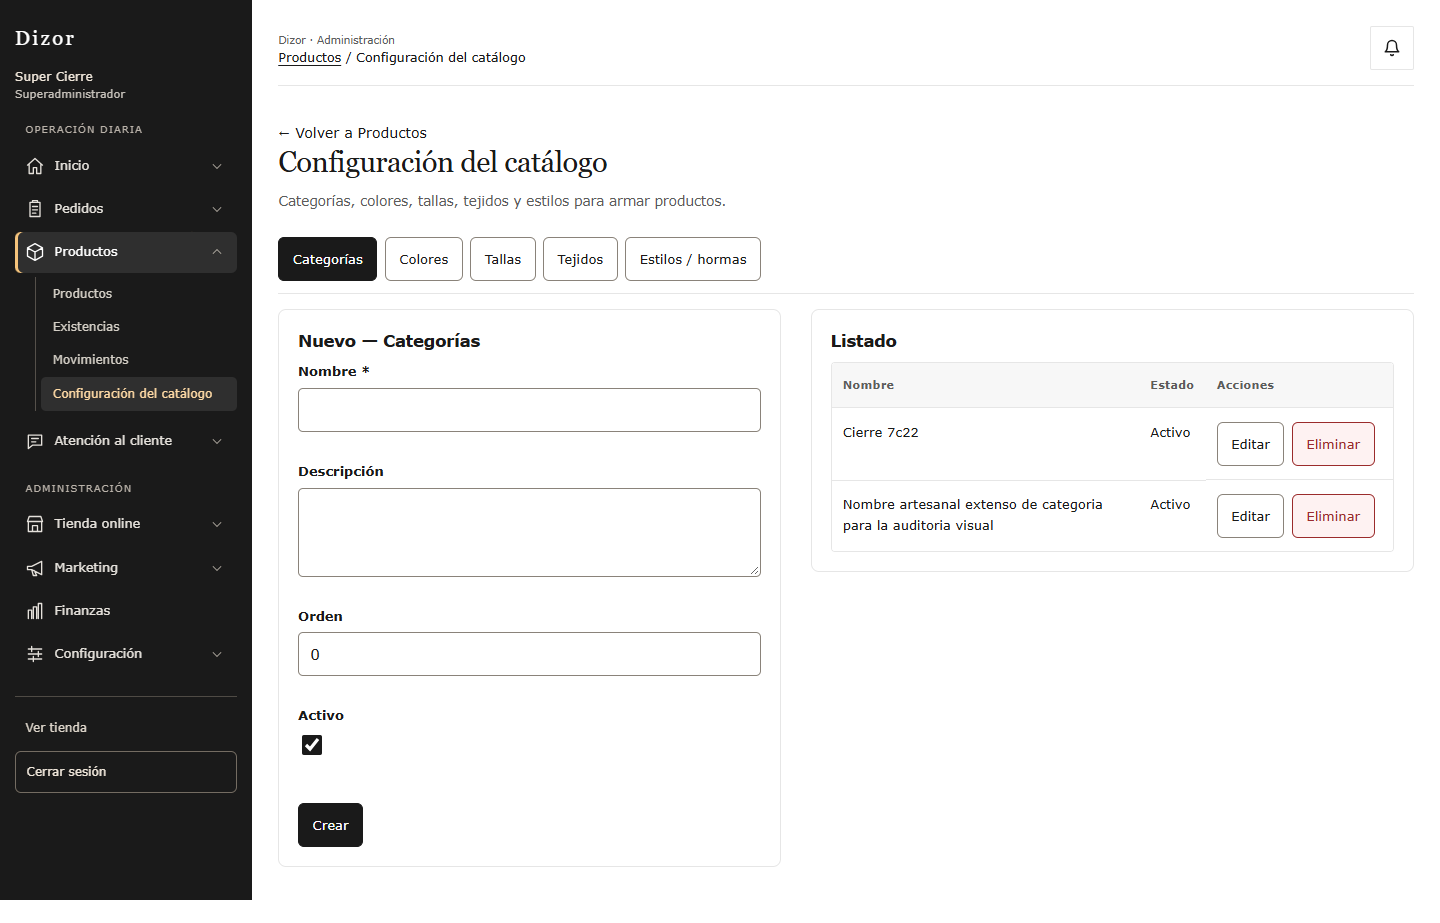 Dizor
Super Cierre
Superadministrador
OPERACIÓN DIARIA
Inicio
Pedidos
Productos
Productos
Existencias
Movimientos
Configuración del catálogo
Atención al cliente
ADMINISTRACIÓN
Tienda online
Marketing
Finanzas
Configuración
Ver tienda
Cerrar sesión
Dizor · Administración
Productos / Configuración del catálogo
← Volver a Productos
Configuración del catálogo
Categorías, colores, tallas, tejidos y estilos para armar productos.
Categorías Colores Tallas Tejidos Estilos / hormas
Nuevo — Categorías
Nombre *
Descripción
Orden
0
Activo
Crear
Listado
Nombre Estado Acciones
Cierre 7c22 Activo Editar Eliminar
Nombre artesanal extenso de categoria Activo Editar Eliminar
para la auditoria visual